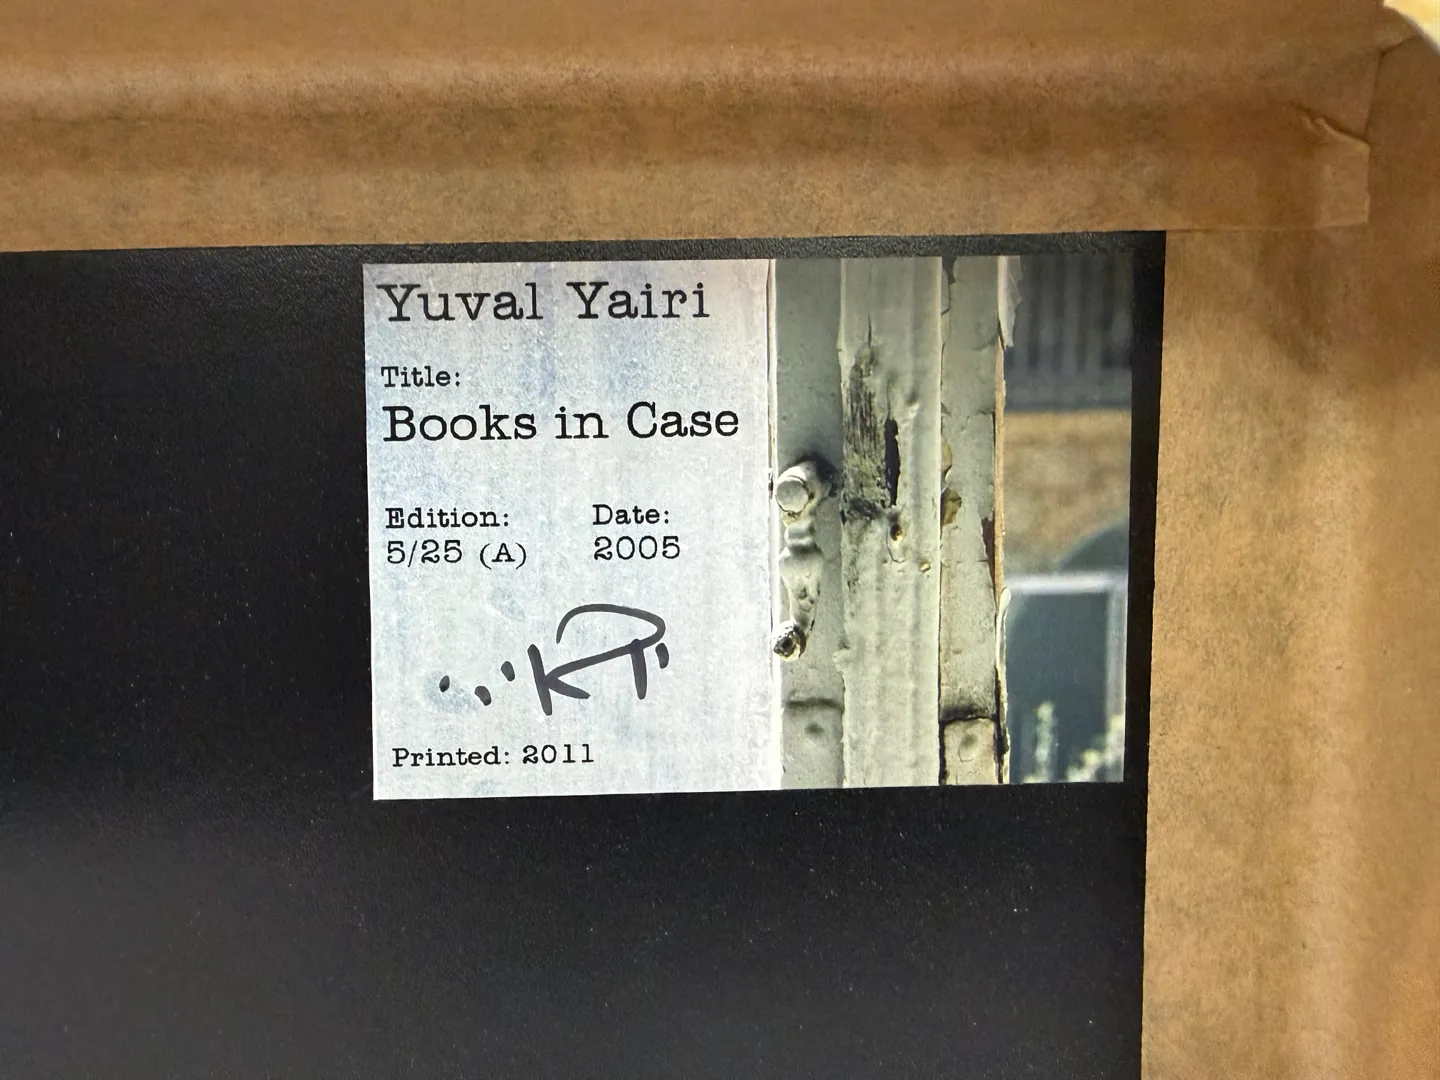 Yuval Yairi
Title:
Books in Case
Edition:
5/25 (A)
Date:
2005
Printed: 2011